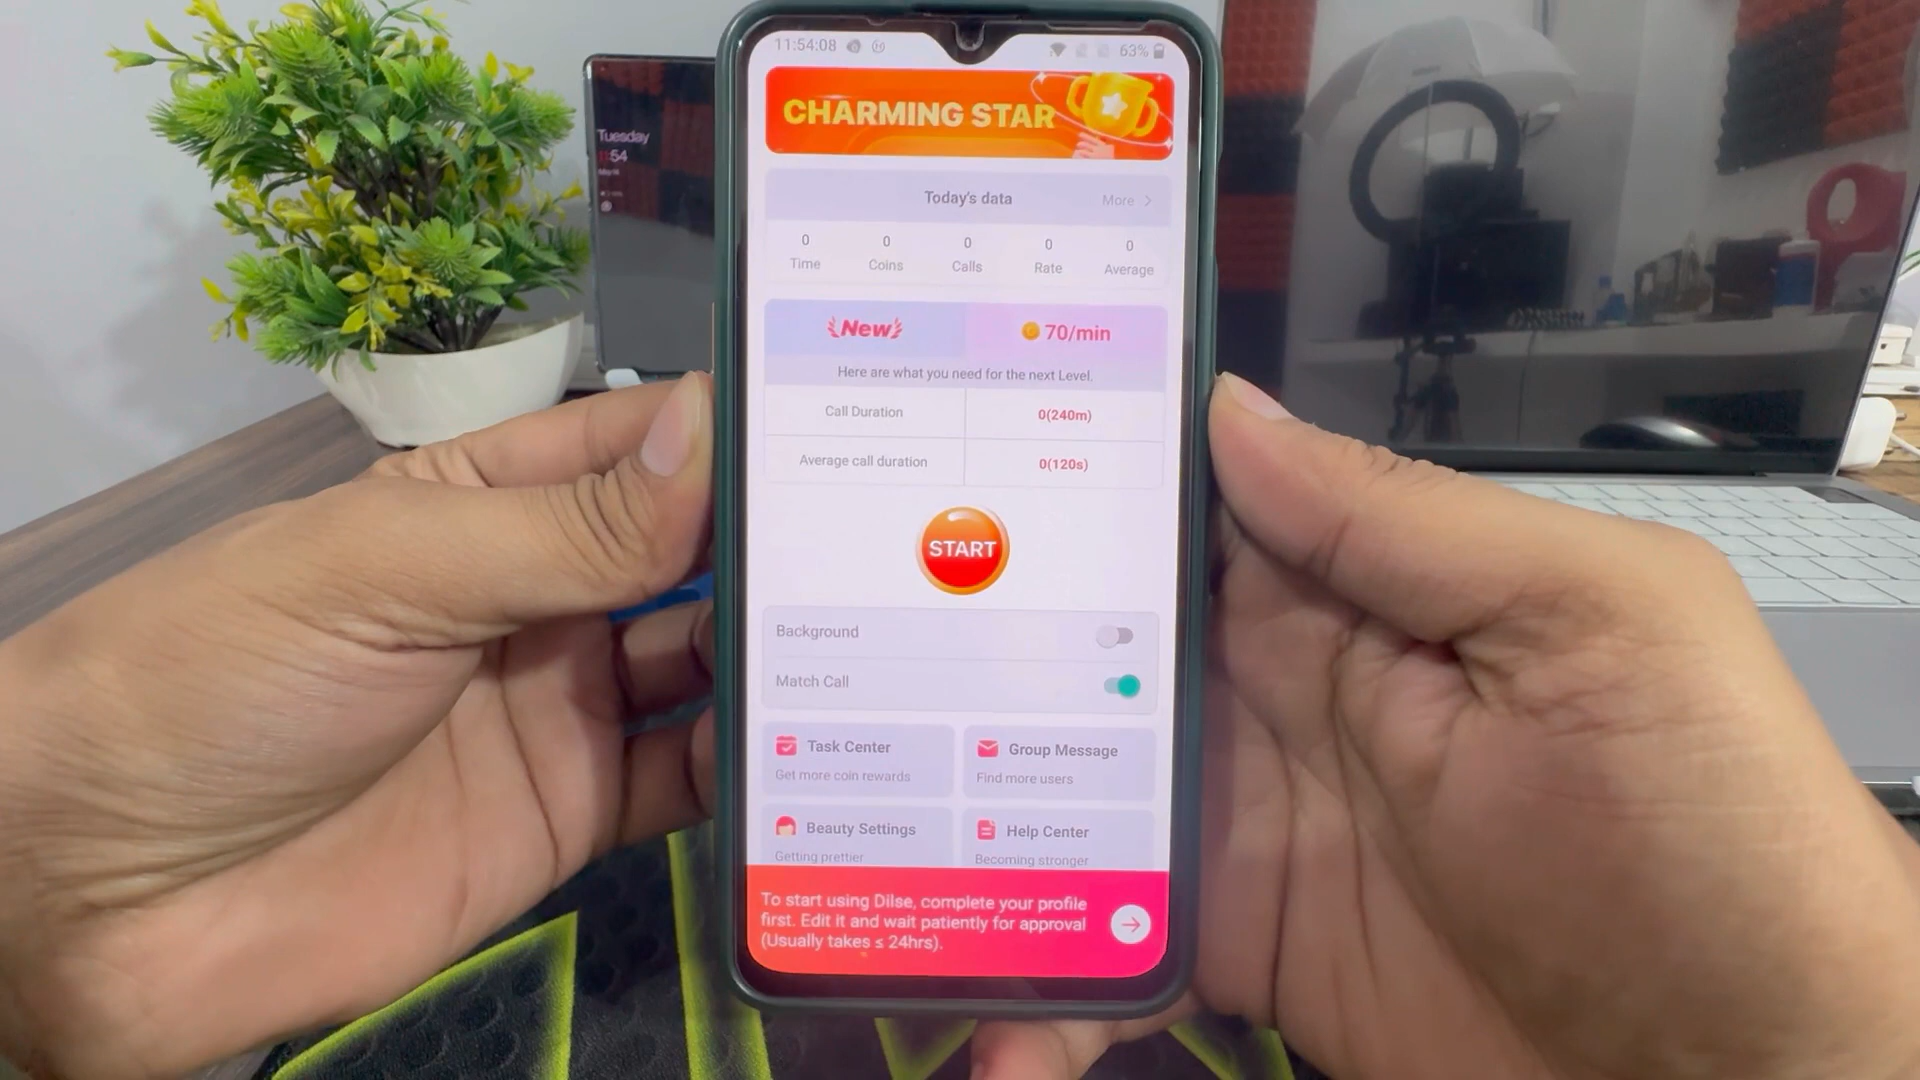 11:54:08
63%
CHARMING STAR
Today's data
More >
0 0 0 0 0
Time Coins Calls Rate Average
New
70/min
Here are what you need for the next Level.
Call Duration 0(240m)
Average call duration 0(120s)
START
Background
Match Call
Task Center
Get more coin rewards
Group Message
Find more users
Beauty Settings
Getting prettier
Help Center
Becoming stronger
To start using Dilse, complete your profile
first. Edit it and wait patiently for approval
(Usually takes ≤ 24hrs).
Tuesday
11:54